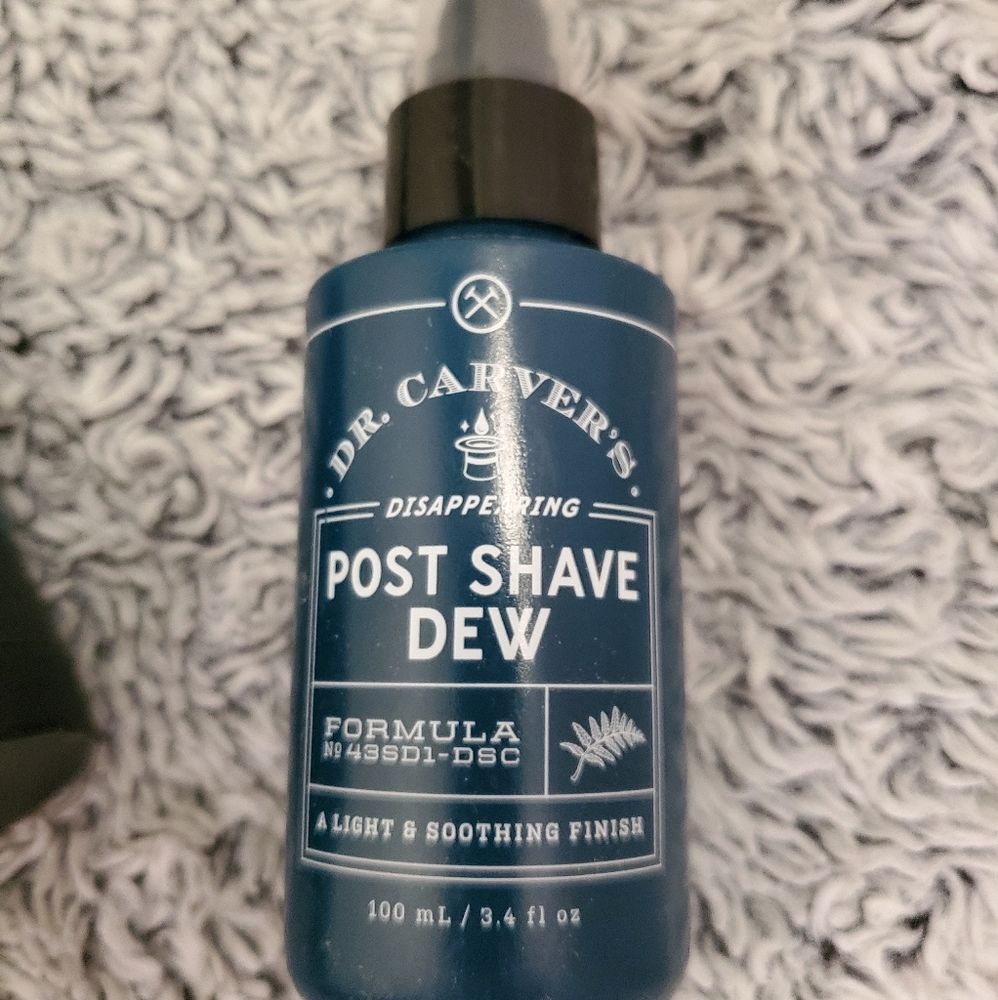 DR. CARVER'S
DISAPPEARING
POST SHAVE
DEW
FORMULA
Nº 43SD1-DSC
A LIGHT & SOOTHING FINISH
100 mL / 3.4 fl oz